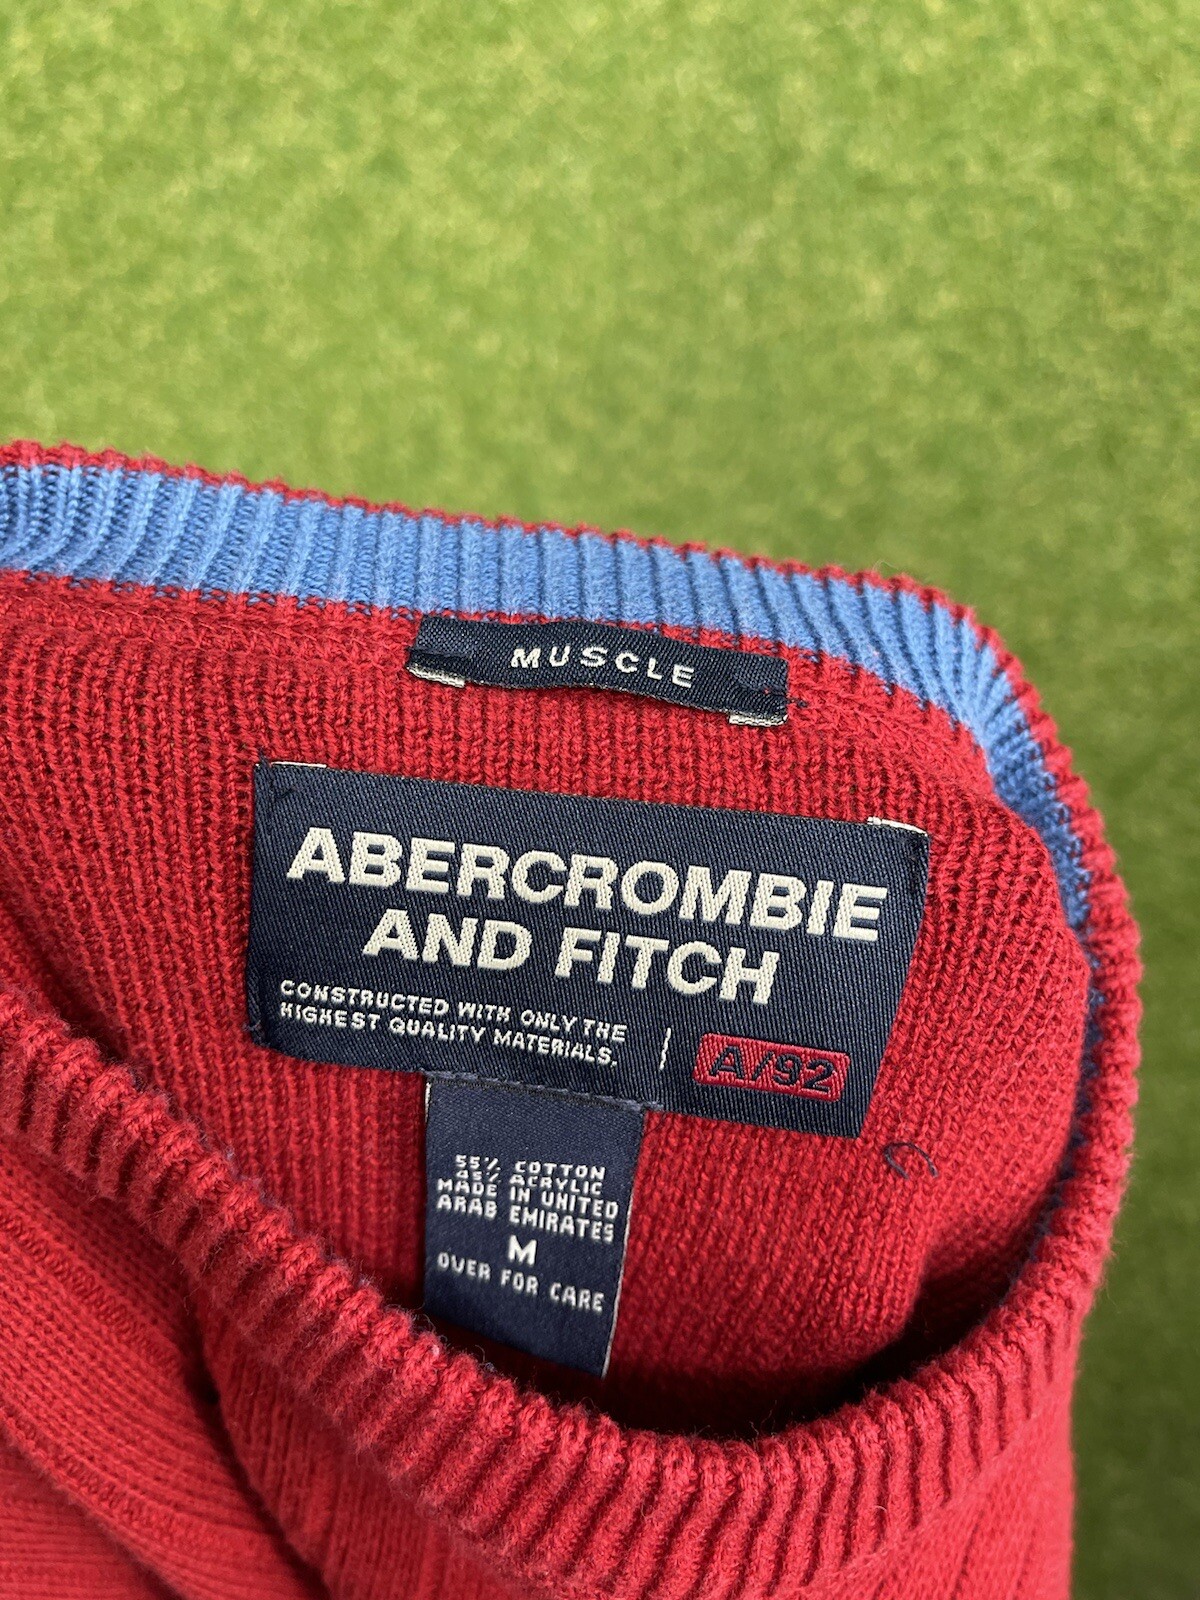 MUSCLE
ABERCROMBIE
AND FITCH
CONSTRUCTED WITH ONLY THE
HIGHEST QUALITY MATERIALS.
A/92
55% COTTON
45% ACRYLIC
MADE IN UNITED
ARAB EMIRATES
M
OVER FOR CARE